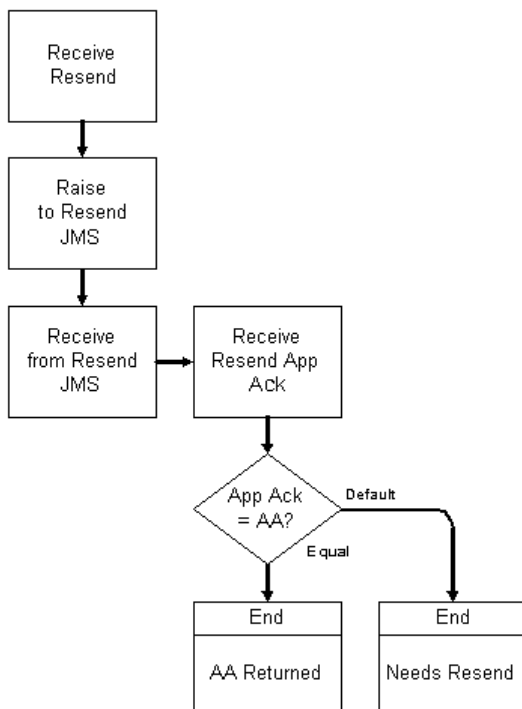 Receive
Resend
Raise
to Resend
JMS
Receive
from Resend
JMS
Receive
Resend App
Ack
App Ack
= AA?
Default
Equal
End
AA Returned
End
Needs Resend